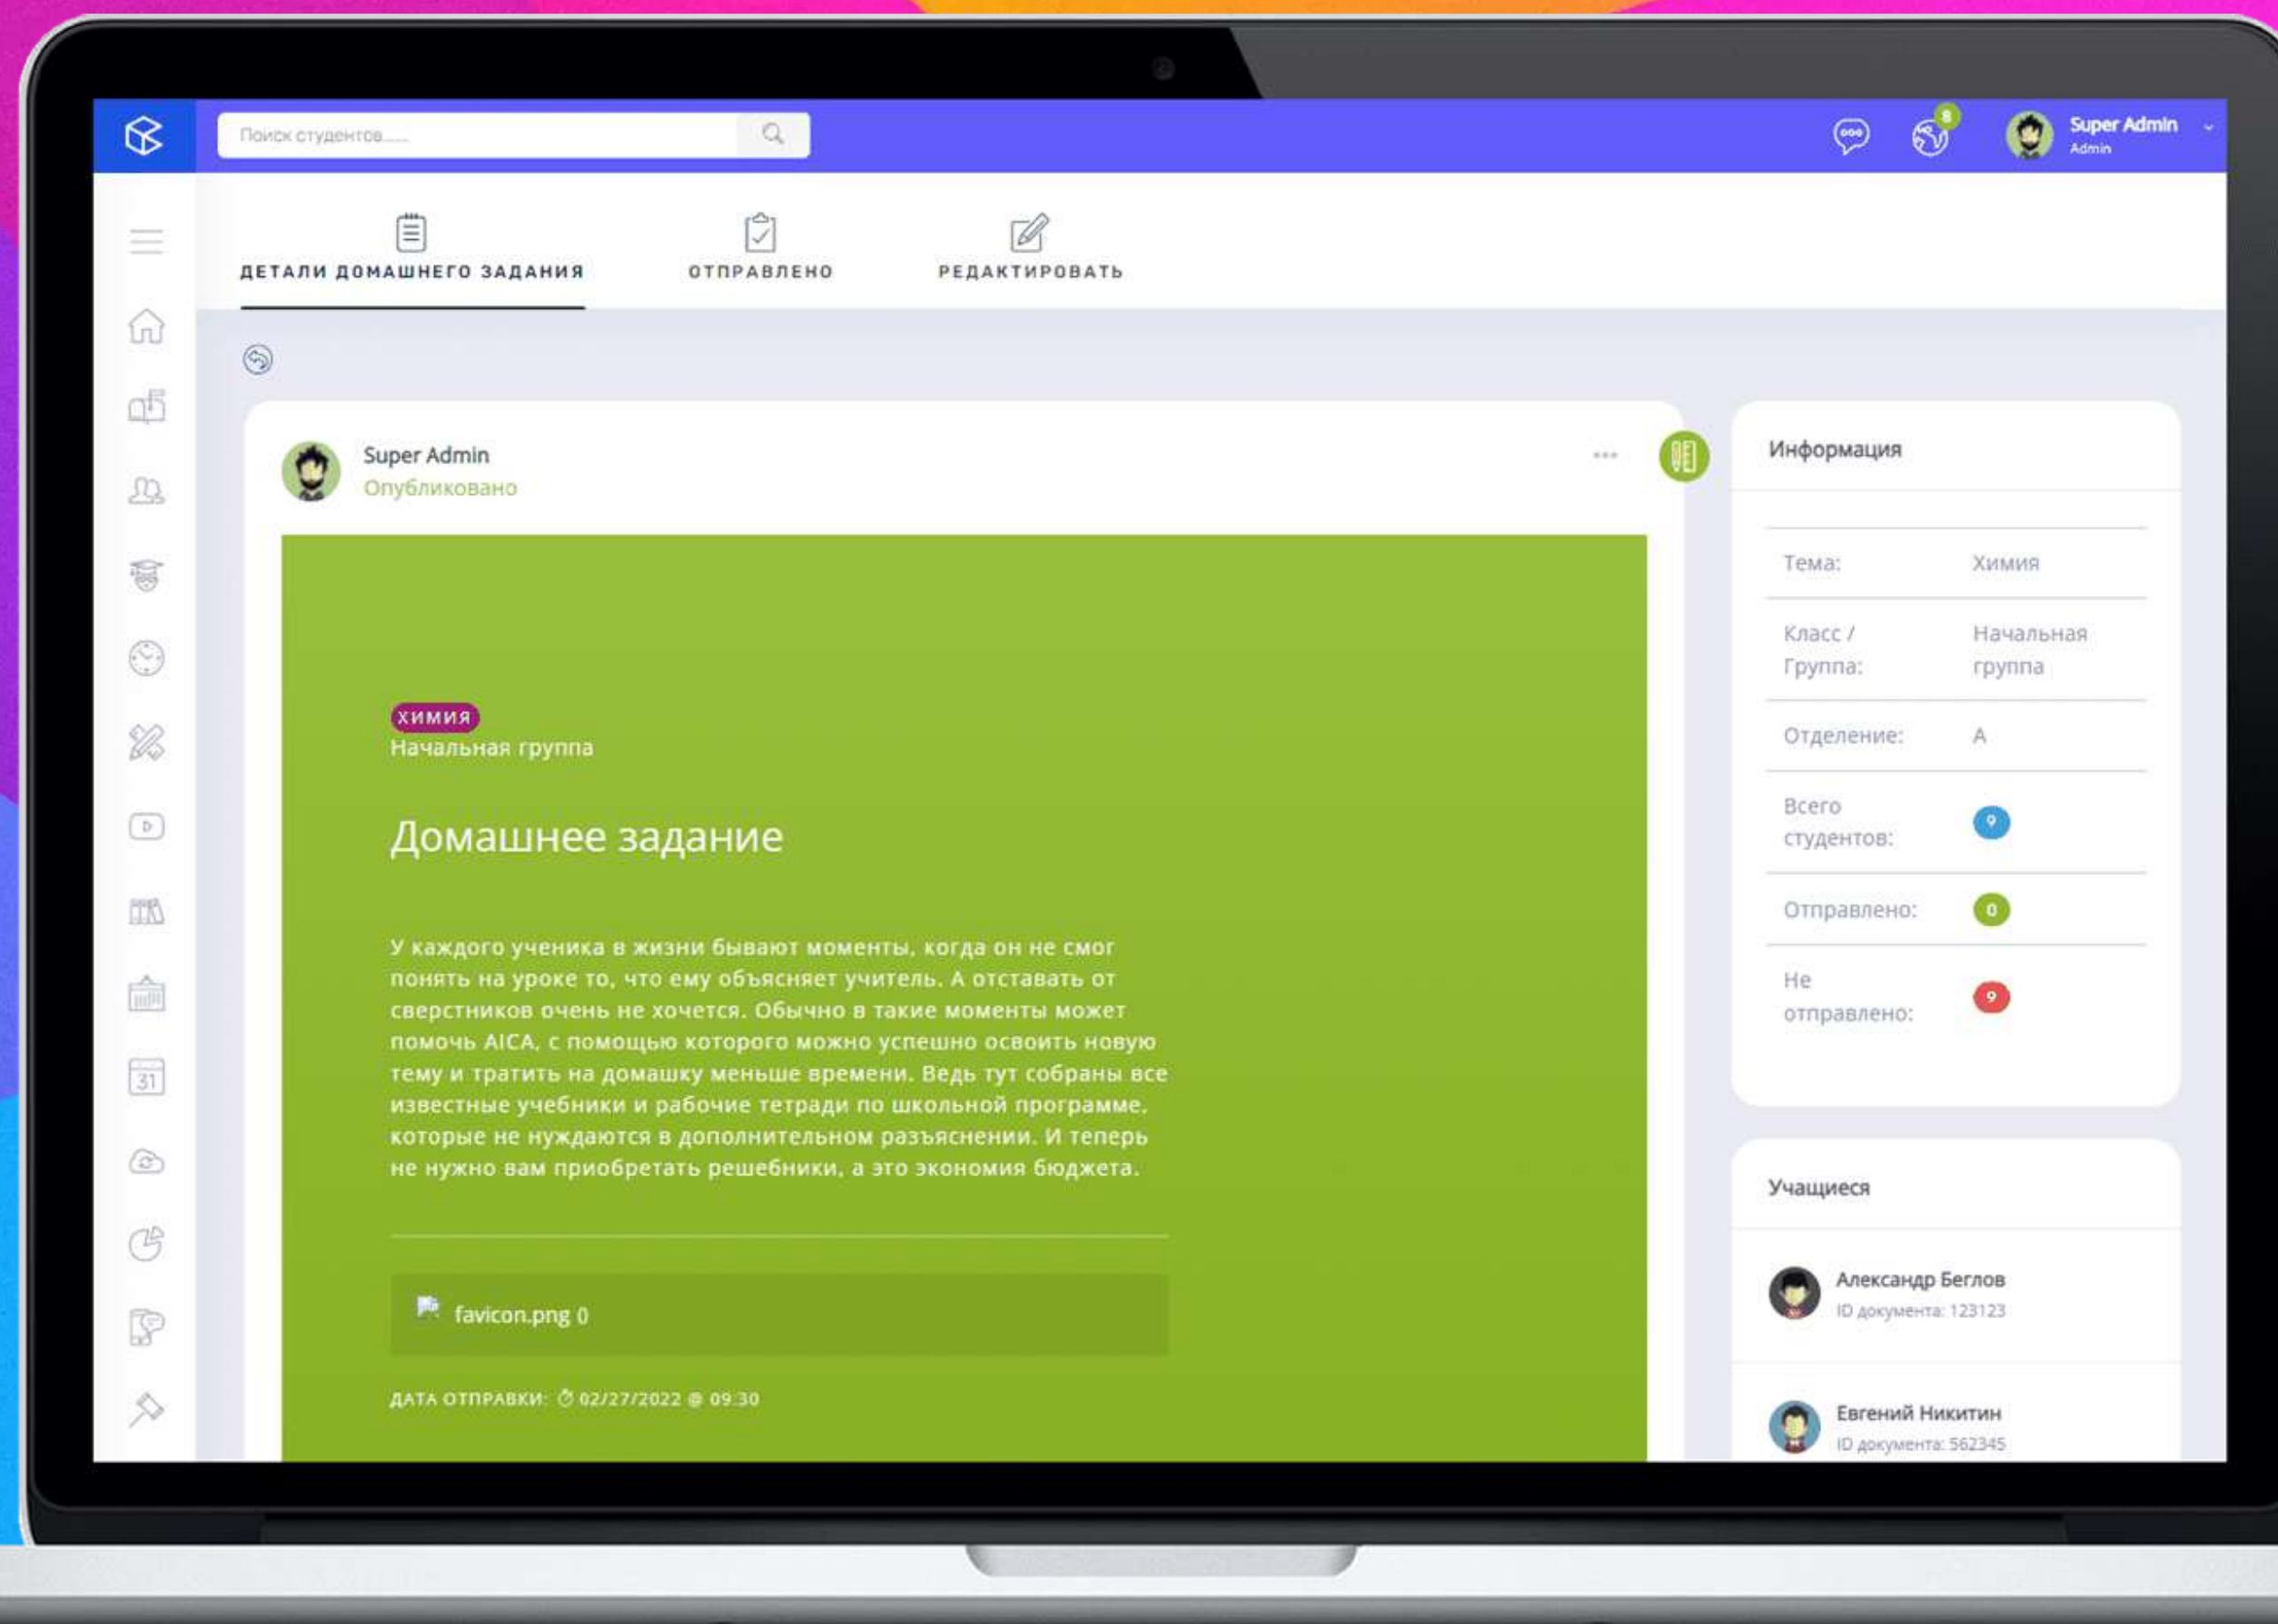 Поиск студентов......
8
Super Admin
Admin
ДЕТАЛИ ДОМАШНЕГО ЗАДАНИЯ
ОТПРАВЛЕНО
РЕДАКТИРОВАТЬ
31
Super Admin
Опубликовано
ХИМИЯ
Начальная группа
Домашнее задание
У каждого ученика в жизни бывают моменты, когда он не смог
понять на уроке то, что ему объясняет учитель. А отставать от
сверстников очень не хочется. Обычно в такие моменты может
помочь AICA, с помощью которого можно успешно освоить новую
тему и тратить на домашку меньше времени. Ведь тут собраны все
известные учебники и рабочие тетради по школьной программе,
которые не нуждаются в дополнительном разъяснении. И теперь
не нужно вам приобретать решебники, а это экономия бюджета.
favicon.png ()
ДАТА ОТПРАВКИ: 02/27/2022 @ 09:30
Информация
Тема: Химия
Класс / Начальная
Группа: группа
Отделение: A
Всего
студентов: 9
Отправлено: 0
Не
отправлено: 9
Учащиеся
Александр Беглов
ID документа: 123123
Евгений Никитин
ID документа: 562345